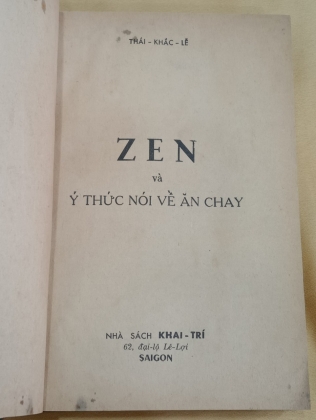 THÁI - KHẮC - LỄ
ZEN
và
Ý THỨC NÓI VỀ ĂN CHAY
NHÀ SÁCH KHAI-TRÍ
62, đại-lộ Lê-Lợi
SAIGON